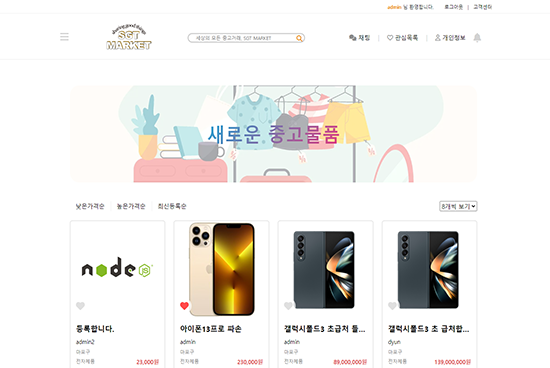 admin 님 환영합니다. 로그아웃 | 고객센터
SGT
MARKET
세상의 모든 중고거래, SGT MARKET
채팅 | 관심목록 | 개인정보
새로운 중고물품
낮은가격순 높은가격순 최신등록순
8개씩 보기
node
JS
등록합니다.
admin2
마포구
전자제품 23,000원
아이폰13프로 파손
admin
마포구
전자제품 230,000원
갤럭시폴드3 초급처 들...
admin
마포구
전자제품 89,000,000원
갤럭시폴드3 초 급처합...
dyun
마포구
전자제품 139,000,000원